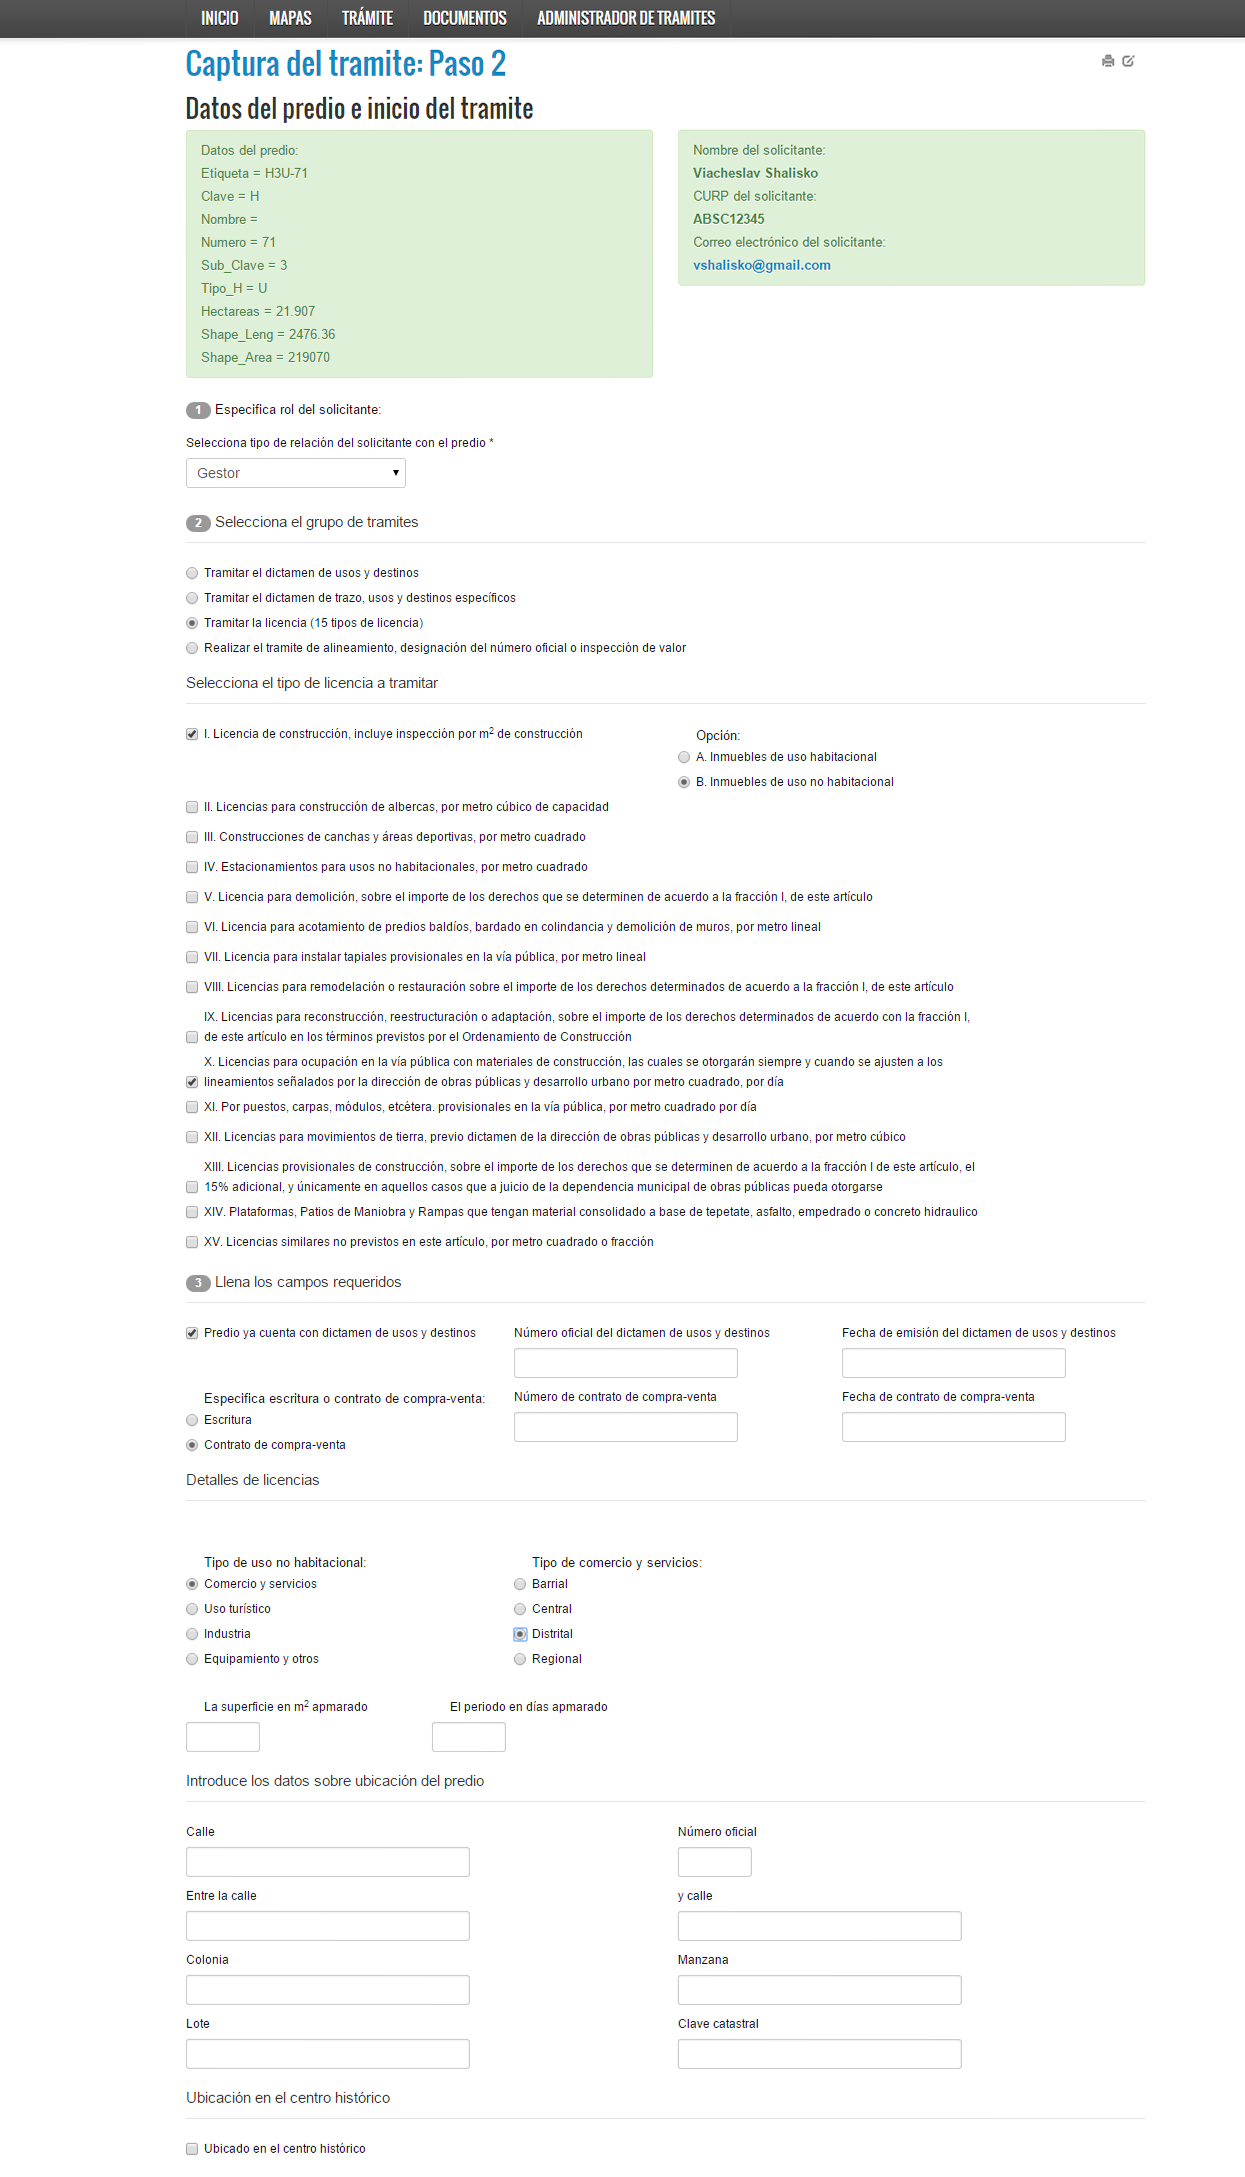 INICIO MAPAS TRÁMITE DOCUMENTOS ADMINISTRADOR DE TRAMITES
Captura del tramite: Paso 2
Datos del predio e inicio del tramite
Datos del predio:
Etiqueta = H3U-71
Clave = H
Nombre =
Numero = 71
Sub_Clave = 3
Tipo_H = U
Hectareas = 21.907
Shape_Leng = 2476.36
Shape_Area = 219070
Nombre del solicitante:
Viacheslav Shalisko
CURP del solicitante:
ABSC12345
Correo electrónico del solicitante:
vshalisko@gmail.com
1 Especifica rol del solicitante:
Selecciona tipo de relación del solicitante con el predio *
Gestor
2 Selecciona el grupo de tramites
Tramitar el dictamen de usos y destinos
Tramitar el dictamen de trazo, usos y destinos específicos
Tramitar la licencia (15 tipos de licencia)
Realizar el tramite de alineamiento, designación del número oficial o inspección de valor
Selecciona el tipo de licencia a tramitar
I. Licencia de construcción, incluye inspección por m2 de construcción
Opción:
A. Inmuebles de uso habitacional
B. Inmuebles de uso no habitacional
II. Licencias para construcción de albercas, por metro cúbico de capacidad
III. Construcciones de canchas y áreas deportivas, por metro cuadrado
IV. Estacionamientos para usos no habitacionales, por metro cuadrado
V. Licencia para demolición, sobre el importe de los derechos que se determinen de acuerdo a la fracción I, de este artículo
VI. Licencia para acotamiento de predios baldíos, bardado en colindancia y demolición de muros, por metro lineal
VII. Licencia para instalar tapiales provisionales en la vía pública, por metro lineal
VIII. Licencias para remodelación o restauración sobre el importe de los derechos determinados de acuerdo a la fracción I, de este artículo
IX. Licencias para reconstrucción, reestructuración o adaptación, sobre el importe de los derechos determinados de acuerdo con la fracción I,
de este artículo en los términos previstos por el Ordenamiento de Construcción
X. Licencias para ocupación en la vía pública con materiales de construcción, las cuales se otorgarán siempre y cuando se ajusten a los
lineamientos señalados por la dirección de obras públicas y desarrollo urbano por metro cuadrado, por día
XI. Por puestos, carpas, módulos, etcétera. provisionales en la vía pública, por metro cuadrado por día
XII. Licencias para movimientos de tierra, previo dictamen de la dirección de obras públicas y desarrollo urbano, por metro cúbico
XIII. Licencias provisionales de construcción, sobre el importe de los derechos que se determinen de acuerdo a la fracción I de este artículo, el
15% adicional, y únicamente en aquellos casos que a juicio de la dependencia municipal de obras públicas pueda otorgarse
XIV. Plataformas, Patios de Maniobra y Rampas que tengan material consolidado a base de tepetate, asfalto, empedrado o concreto hidraulico
XV. Licencias similares no previstos en este artículo, por metro cuadrado o fracción
3 Llena los campos requeridos
Predio ya cuenta con dictamen de usos y destinos
Número oficial del dictamen de usos y destinos
Fecha de emisión del dictamen de usos y destinos
Especifica escritura o contrato de compra-venta:
Escritura
Contrato de compra-venta
Número de contrato de compra-venta
Fecha de contrato de compra-venta
Detalles de licencias
Tipo de uso no habitacional:
Comercio y servicios
Uso turístico
Industria
Equipamiento y otros
Tipo de comercio y servicios:
Barrial
Central
Distrital
Regional
La superficie en m2 apmarado
El periodo en días apmarado
Introduce los datos sobre ubicación del predio
Calle
Número oficial
Entre la calle
y calle
Colonia
Manzana
Lote
Clave catastral
Ubicación en el centro histórico
Ubicado en el centro histórico